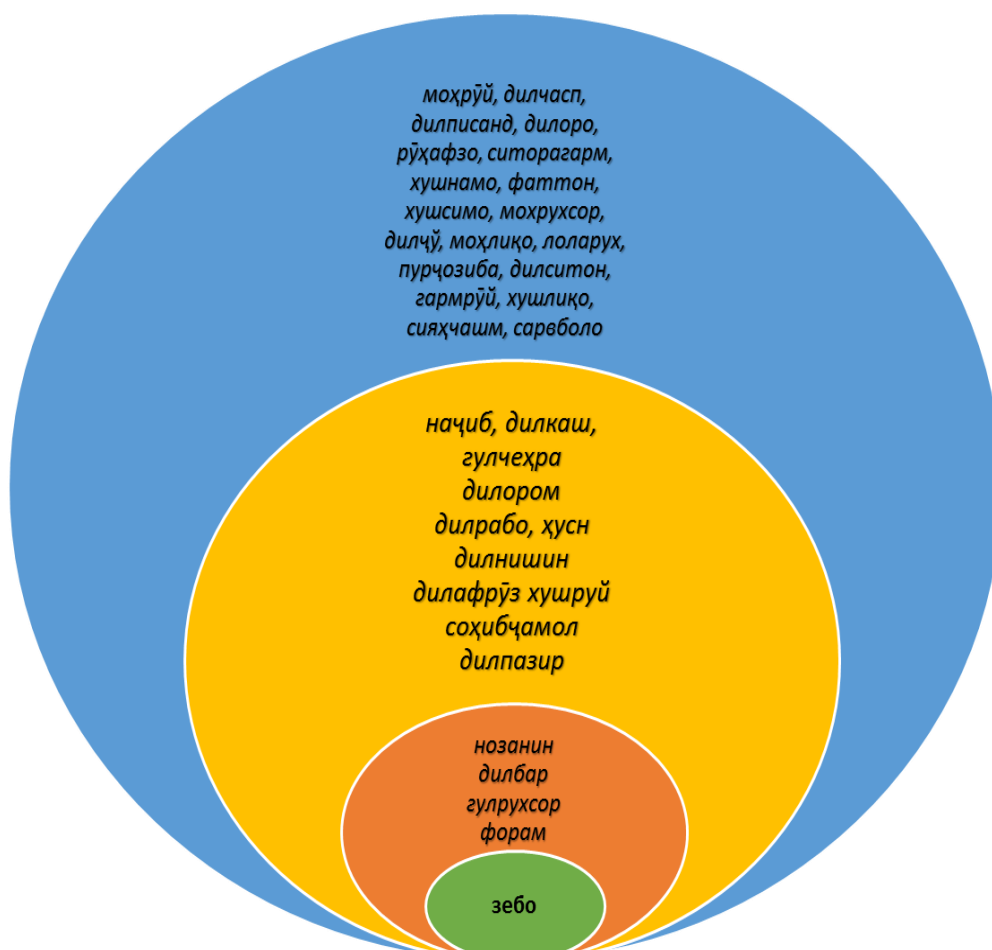 моҳрӯй, дилчасп,
дилписанд, дилоро,
рӯҳафзо, ситорагарм,
хушнамо, фаттон,
хушсимо, мохрухсор,
дилҷӯ, моҳлиқо, лоларух,
пурҷозиба, дилситон,
гармрӯй, хушлиқо,
сияҳчашм, сарвболо
наҷиб, дилкаш,
гулчеҳра
дилором
дилрабо, ҳусн
дилнишин
дилафрӯз хушруй
соҳибҷамол
дилпазир
нозанин
дилбар
гулрухсор
форам
зебо